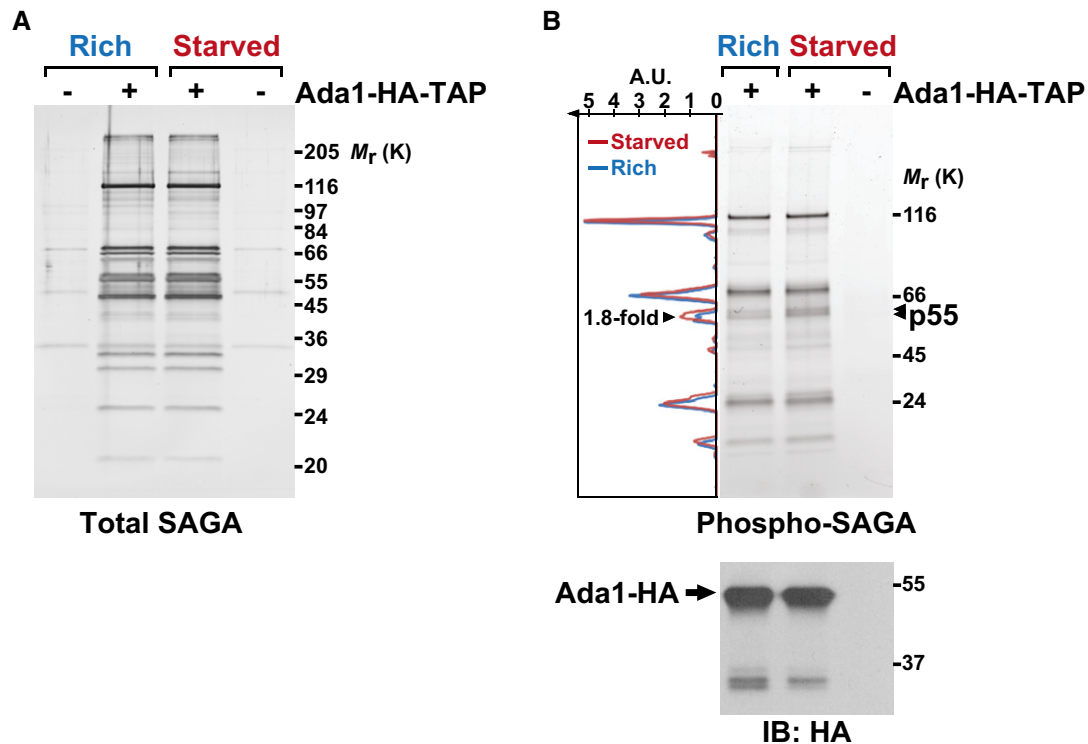 A
Rich Starved
- + + - Ada1-HA-TAP
205 Mr (K)
116
97
84
66
55
45
36
29
24
20
Total SAGA
B
Rich Starved
A.U.
5 4 3 2 1 0
+ + - Ada1-HA-TAP
Starved
Rich
Mr (K)
116
66
1.8-fold
p55
45
24
Phospho-SAGA
Ada1-HA
55
37
IB: HA